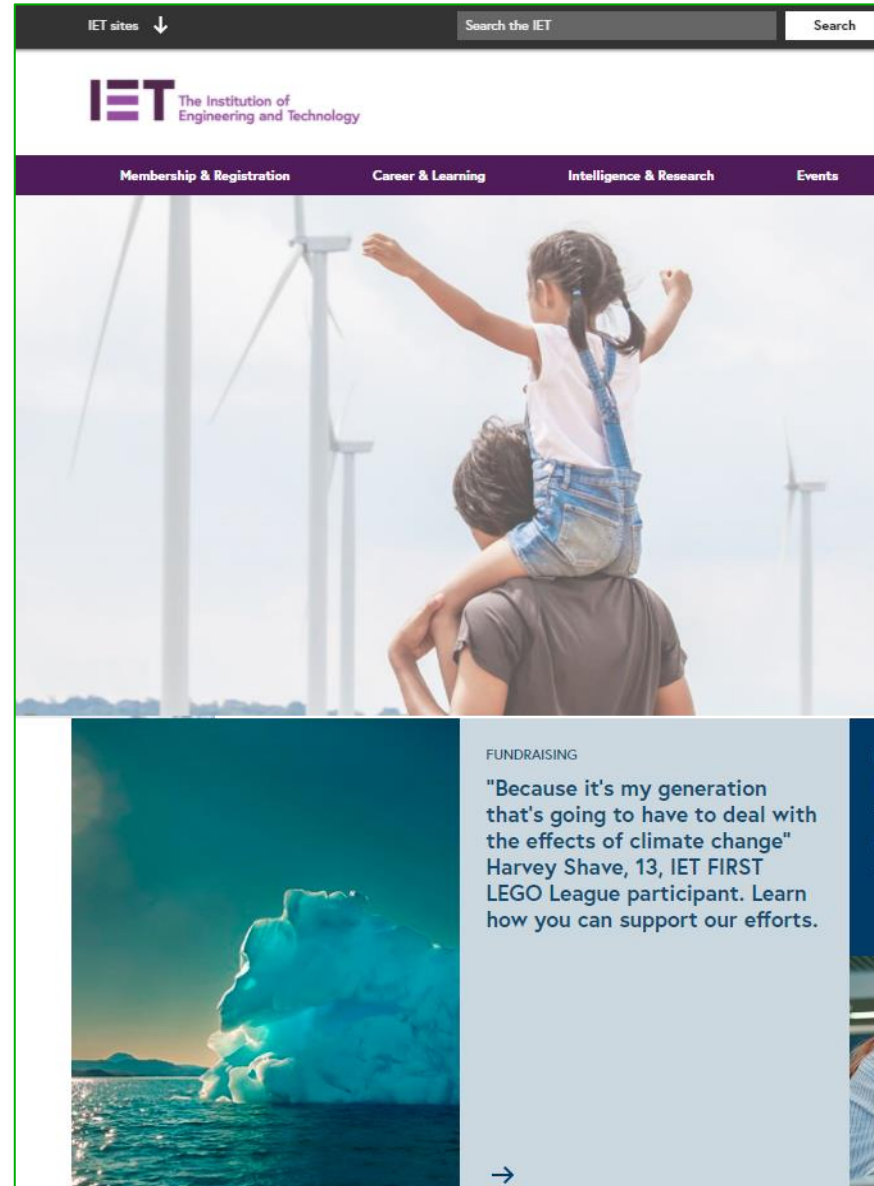 IET sites
Search the IET
Search
IET The Institution of
Engineering and Technology
Membership & Registration
Career & Learning
Intelligence & Research
Events
FUNDRAISING
"Because it's my generation
that's going to have to deal with
the effects of climate change"
Harvey Shave, 13, IET FIRST
LEGO League participant. Learn
how you can support our efforts.